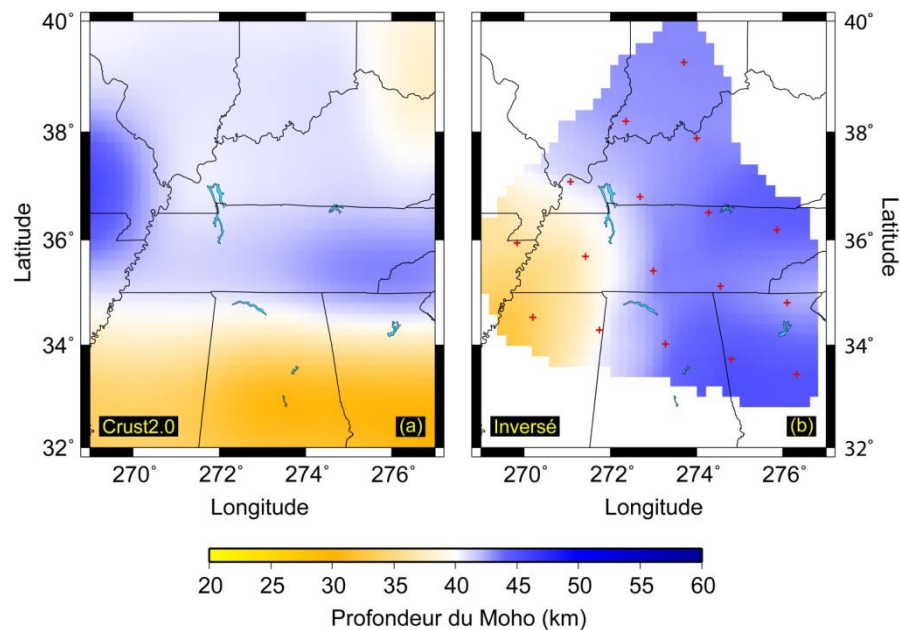 40°
38°
36°
34°
32°
Latitude
Crust2.0
(a)
270°
272°
274°
276°
Longitude
Inversé
(b)
270°
272°
274°
276°
Longitude
40°
38°
36°
34°
32°
Latitude
20 25 30 35 40 45 50 55 60
Profondeur du Moho (km)